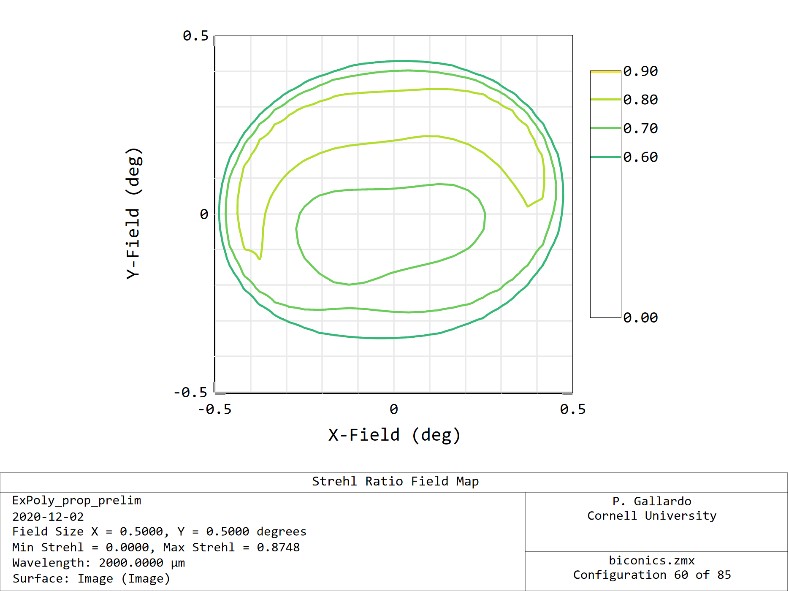 0.5
0
-0.5
Y-Field (deg)
-0.5
0
0.5
X-Field (deg)
0.90
0.80
0.70
0.60
0.00
Strehl Ratio Field Map
ExPoly_prop_prelim
2020-12-02
Field Size X = 0.5000, Y = 0.5000 degrees
Min Strehl = 0.0000, Max Strehl = 0.8748
Wavelength: 2000.0000 µm
Surface: Image (Image)
P. Gallardo
Cornell University
biconics.zmx
Configuration 60 of 85